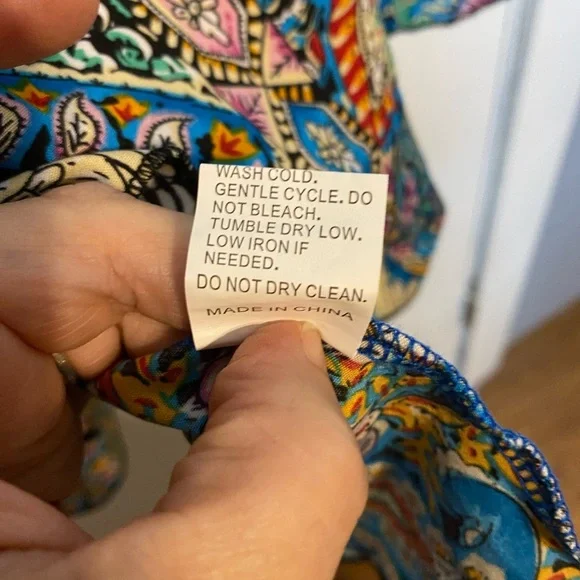 WASH COLD.
GENTLE CYCLE. DO
NOT BLEACH.
TUMBLE DRY LOW.
LOW IRON IF
NEEDED.
DO NOT DRY CLEAN.
MADE IN CHINA